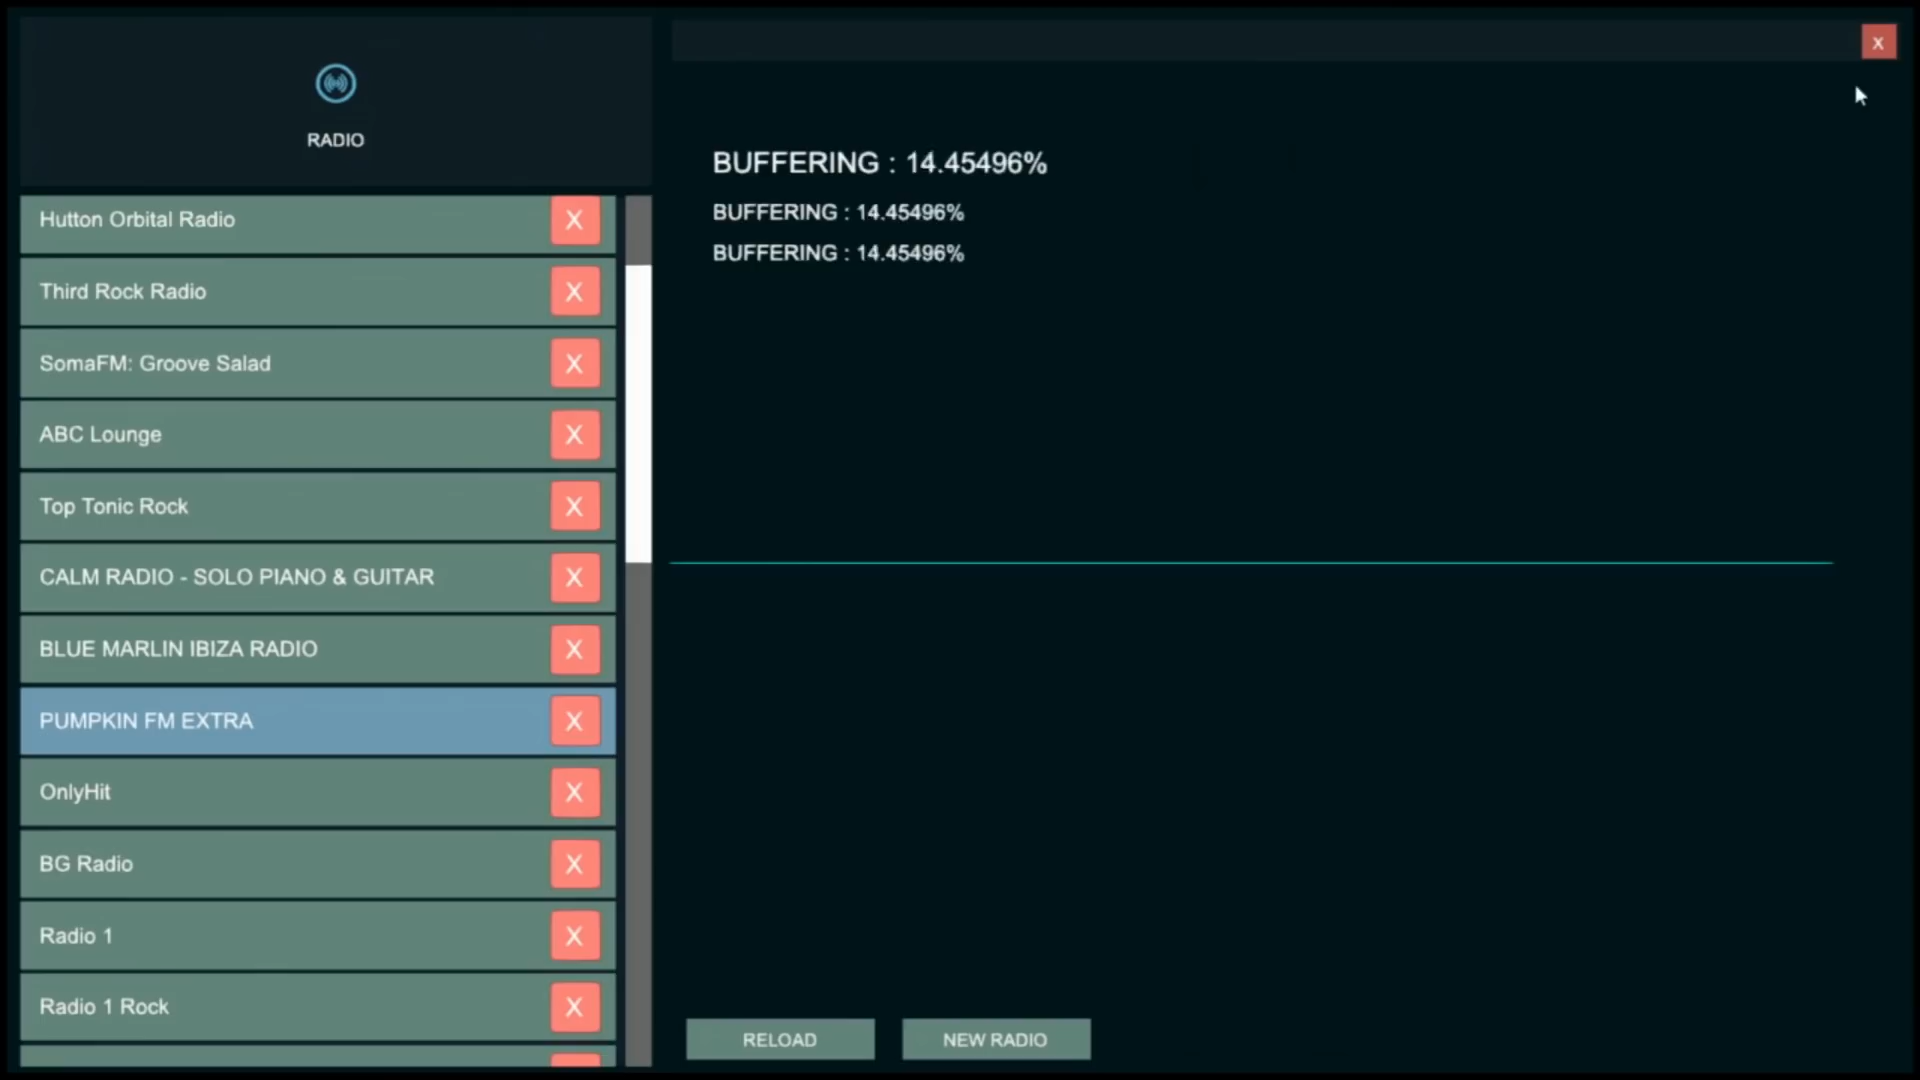 RADIO
Hutton Orbital Radio X
Third Rock Radio X
SomaFM: Groove Salad X
ABC Lounge X
Top Tonic Rock X
CALM RADIO - SOLO PIANO & GUITAR X
BLUE MARLIN IBIZA RADIO X
PUMPKIN FM EXTRA X
OnlyHit X
BG Radio X
Radio 1 X
Radio 1 Rock X
x
BUFFERING : 14.45496%
BUFFERING : 14.45496%
BUFFERING : 14.45496%
RELOAD
NEW RADIO